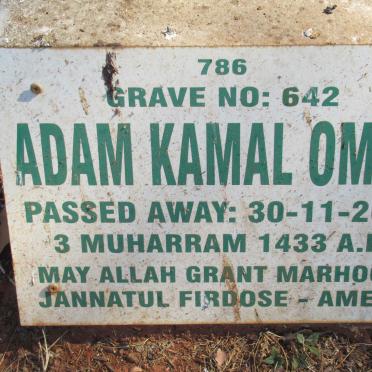 786
GRAVE NO: 642
ADAM KAMAL OM
PASSED AWAY: 30-11-2
3 MUHARRAM 1433 A.
MAY ALLAH GRANT MARHOO
JANNATUL FIRDOSE - AME